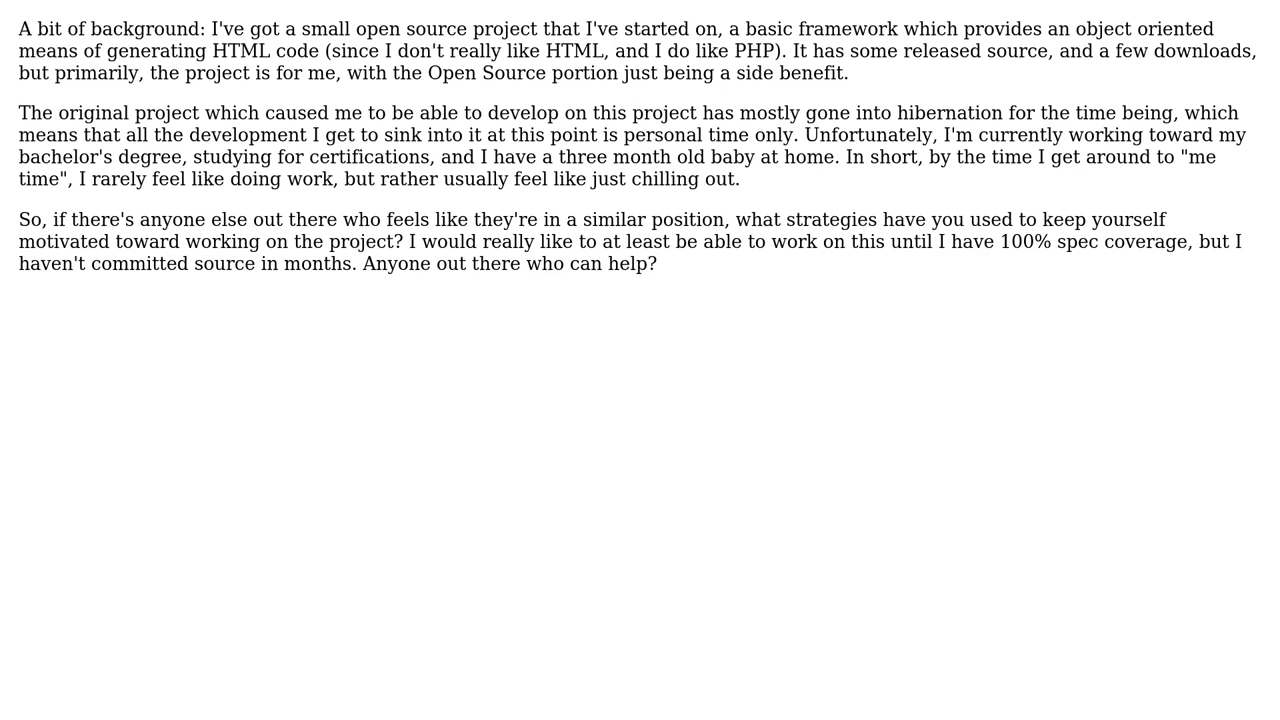 A bit of background: I've got a small open source project that I've started on, a basic framework which provides an object oriented
means of generating HTML code (since I don't really like HTML, and I do like PHP). It has some released source, and a few downloads,
but primarily, the project is for me, with the Open Source portion just being a side benefit.
The original project which caused me to be able to develop on this project has mostly gone into hibernation for the time being, which
means that all the development I get to sink into it at this point is personal time only. Unfortunately, I'm currently working toward my
bachelor's degree, studying for certifications, and I have a three month old baby at home. In short, by the time I get around to "me
time", I rarely feel like doing work, but rather usually feel like just chilling out.
So, if there's anyone else out there who feels like they're in a similar position, what strategies have you used to keep yourself
motivated toward working on the project? I would really like to at least be able to work on this until I have 100% spec coverage, but I
haven't committed source in months. Anyone out there who can help?